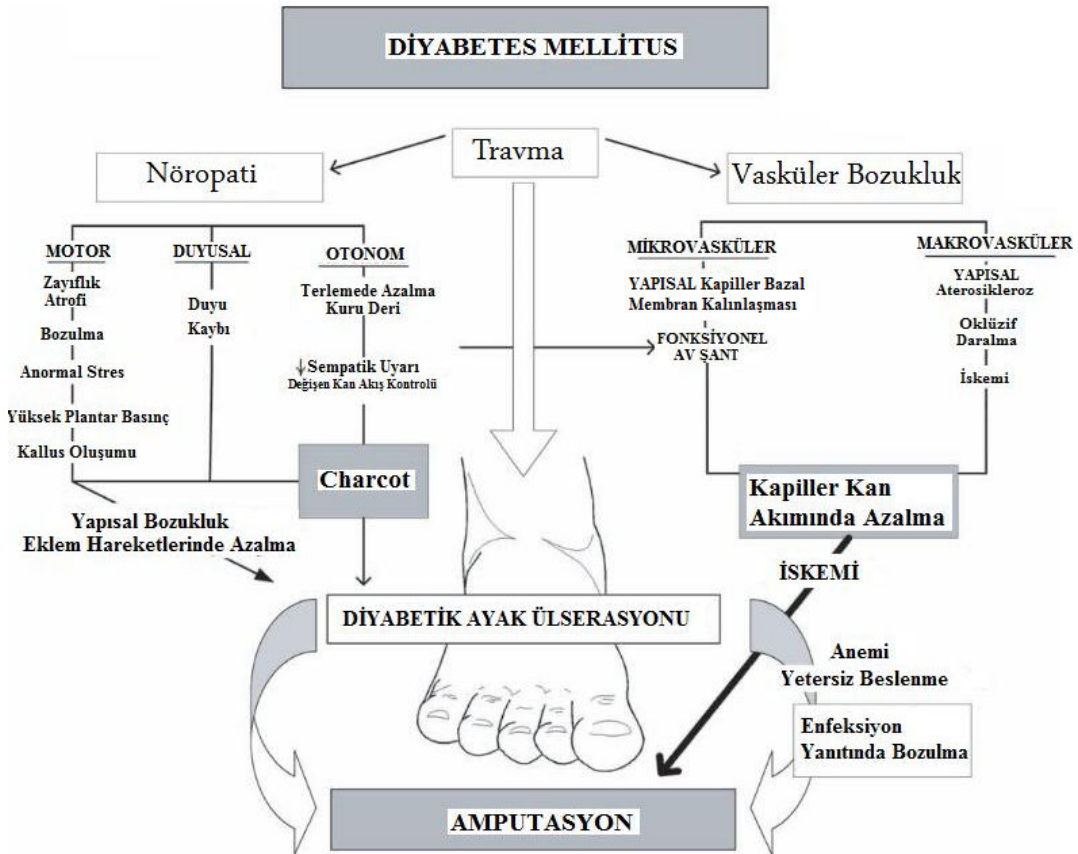 DİYABETES MELLİTUS
Nöropati
Travma
Vasküler Bozukluk
MOTOR
Zayıflık
Atrofi
Bozulma
Anormal Stres
Yüksek Plantar Basınç
Kallus Oluşumu
DUYUSAL
Duyu
Kaybı
OTONOM
Terlemede Azalma
Kuru Deri
↓Sempatik Uyarı
Değişen Kan Akış Kontrolü
MİKROVASKÜLER
YAPISAL Kapiller Bazal
Membran Kalınlaşması
FONKSİYONEL
AV ŞANT
MAKROVASKÜLER
YAPISAL
Aterosikleroz
Oklüzif
Daralma
İskemi
Charcot
Kapiller Kan
Akımında Azalma
Yapısal Bozukluk
Eklem Hareketlerinde Azalma
İSKEMİ
DİYABETİK AYAK ÜLSERASYONU
Anemi
Yetersiz Beslenme
Enfeksiyon
Yanıtında Bozulma
AMPUTASYON